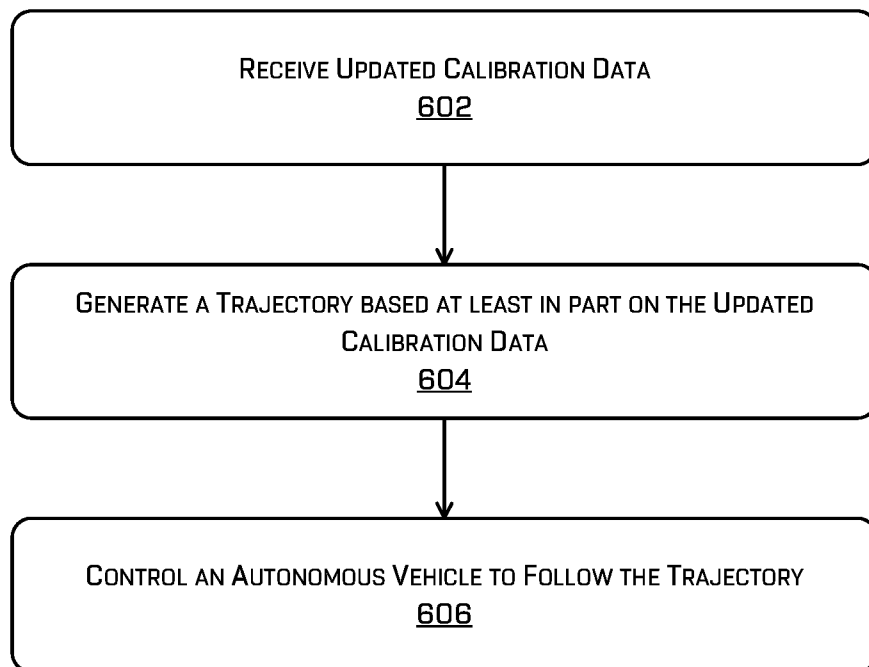 Receive Updated Calibration Data
602
Generate a Trajectory based at least in part on the Updated
Calibration Data
604
Control an Autonomous Vehicle to Follow the Trajectory
606